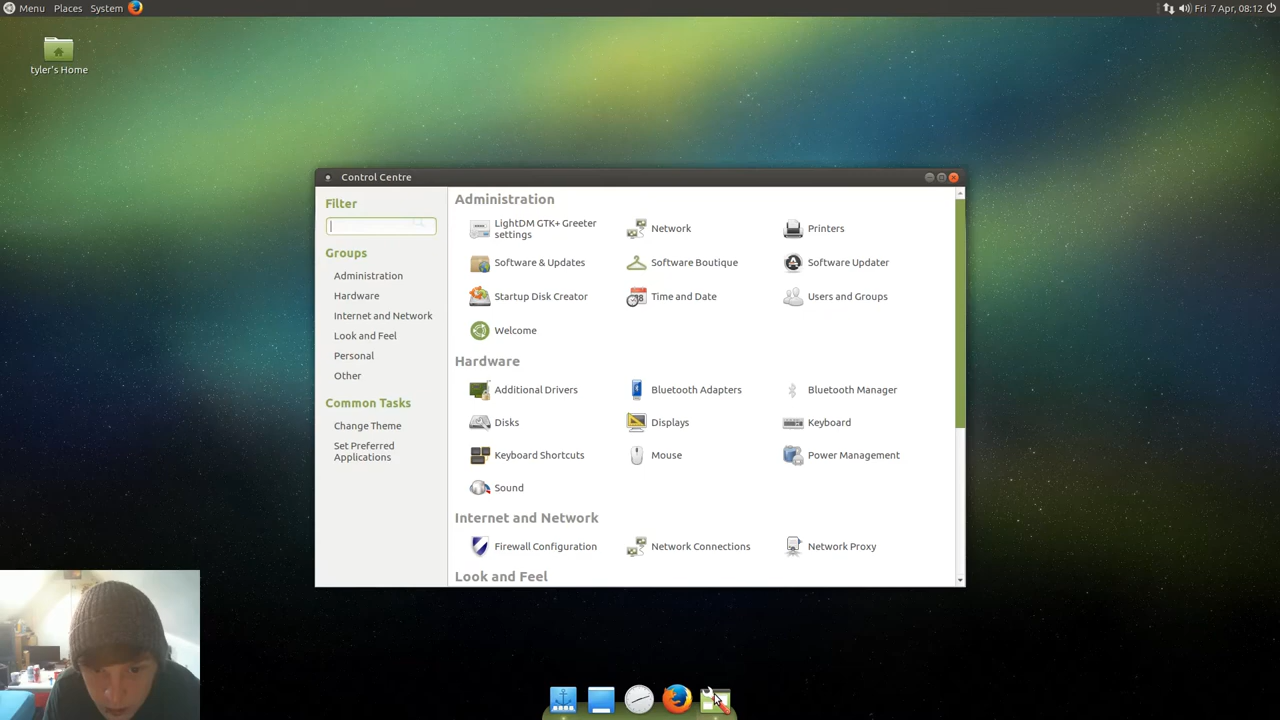 Menu Places System Fri 7 Apr, 08:12
tyler's Home
Control Centre
Filter
Groups
Administration
Hardware
Internet and Network
Look and Feel
Personal
Other
Common Tasks
Change Theme
Set Preferred
Applications
Administration
LightDM GTK+ Greeter
settings
Network
Printers
Software & Updates
Software Boutique
Software Updater
Startup Disk Creator
Time and Date
Users and Groups
Welcome
Hardware
Additional Drivers
Bluetooth Adapters
Bluetooth Manager
Disks
Displays
Keyboard
Keyboard Shortcuts
Mouse
Power Management
Sound
Internet and Network
Firewall Configuration
Network Connections
Network Proxy
Look and Feel